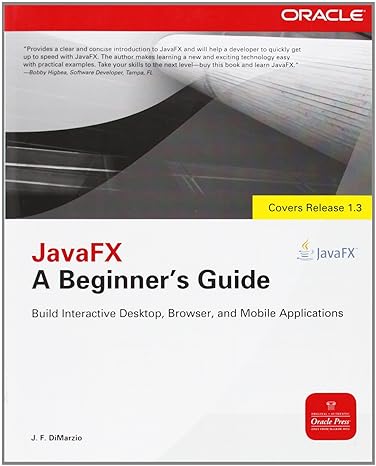 ORACLE
"Provides a clear and concise introduction to JavaFX and will help a developer to quickly get
up to speed with JavaFX. The author makes learning a new and exciting technology easy
with practical examples. Take your skills to the next level—buy this book and learn JavaFX."
—Bobby Higbea, Software Developer, Tampa, FL
Covers Release 1.3
JavaFX
JavaFX™
A Beginner's Guide
Build Interactive Desktop, Browser, and Mobile Applications
ORIGINAL • AUTHENTIC
Oracle Press
J. F. DiMarzio